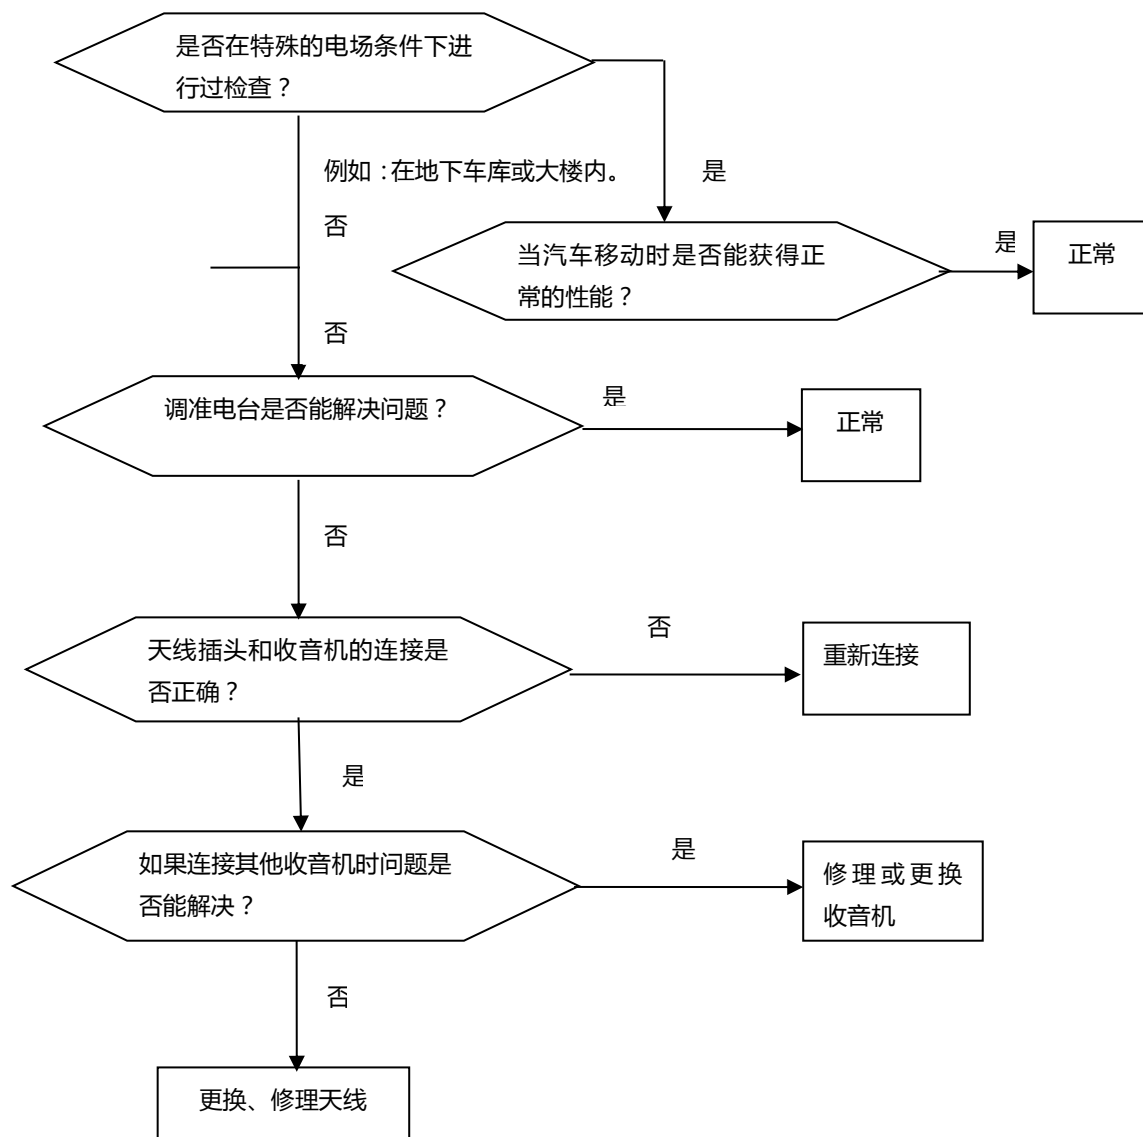 是否在特殊的电场条件下进
行过检查？
例如：在地下车库或大楼内。
是
否
当汽车移动时是否能获得正
常的性能？
是
正常
否
调准电台是否能解决问题？
是
正常
否
天线插头和收音机的连接是
否正确？
否
重新连接
是
如果连接其他收音机时问题是
否能解决？
是
修理或更换
收音机
否
更换、修理天线